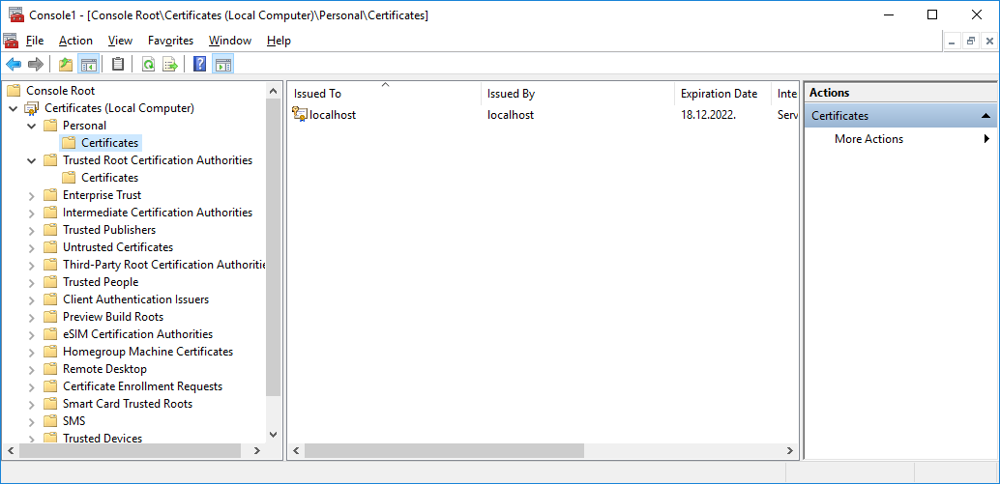 Console1 - [Console Root\Certificates (Local Computer)\Personal\Certificates]
File Action View Favorites Window Help
Console Root
Certificates (Local Computer)
Personal
Certificates
Trusted Root Certification Authorities
Certificates
Enterprise Trust
Intermediate Certification Authorities
Trusted Publishers
Untrusted Certificates
Third-Party Root Certification Authoritie
Trusted People
Client Authentication Issuers
Preview Build Roots
eSIM Certification Authorities
Homegroup Machine Certificates
Remote Desktop
Certificate Enrollment Requests
Smart Card Trusted Roots
SMS
Trusted Devices
Issued To Issued By Expiration Date Inte
localhost localhost 18.12.2022. Serv
Actions
Certificates
More Actions